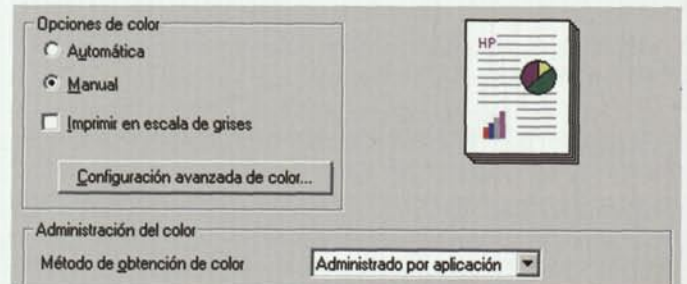 Opciones de color
Automática
Manual
Imprimir en escala de grises
Configuración avanzada de color...
HP
Administración del color
Método de obtención de color
Administrado por aplicación